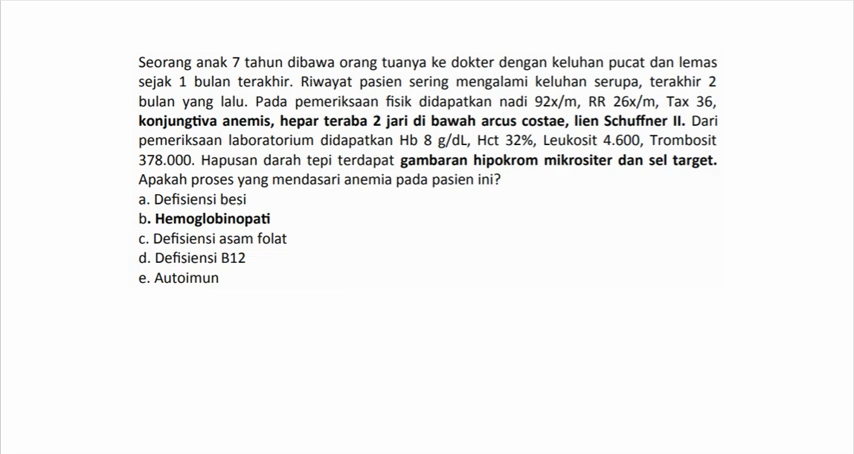 Seorang anak 7 tahun dibawa orang tuanya ke dokter dengan keluhan pucat dan lemas
sejak 1 bulan terakhir. Riwayat pasien sering mengalami keluhan serupa, terakhir 2
bulan yang lalu. Pada pemeriksaan fisik didapatkan nadi 92x/m, RR 26x/m, Tax 36,
konjungtiva anemis, hepar teraba 2 jari di bawah arcus costae, lien Schuffner II. Dari
pemeriksaan laboratorium didapatkan Hb 8 g/dL, Hct 32%, Leukosit 4.600, Trombosit
378.000. Hapusan darah tepi terdapat gambaran hipokrom mikrositer dan sel target.
Apakah proses yang mendasari anemia pada pasien ini?
a. Defisiensi besi
b. Hemoglobinopati
c. Defisiensi asam folat
d. Defisiensi B12
e. Autoimun